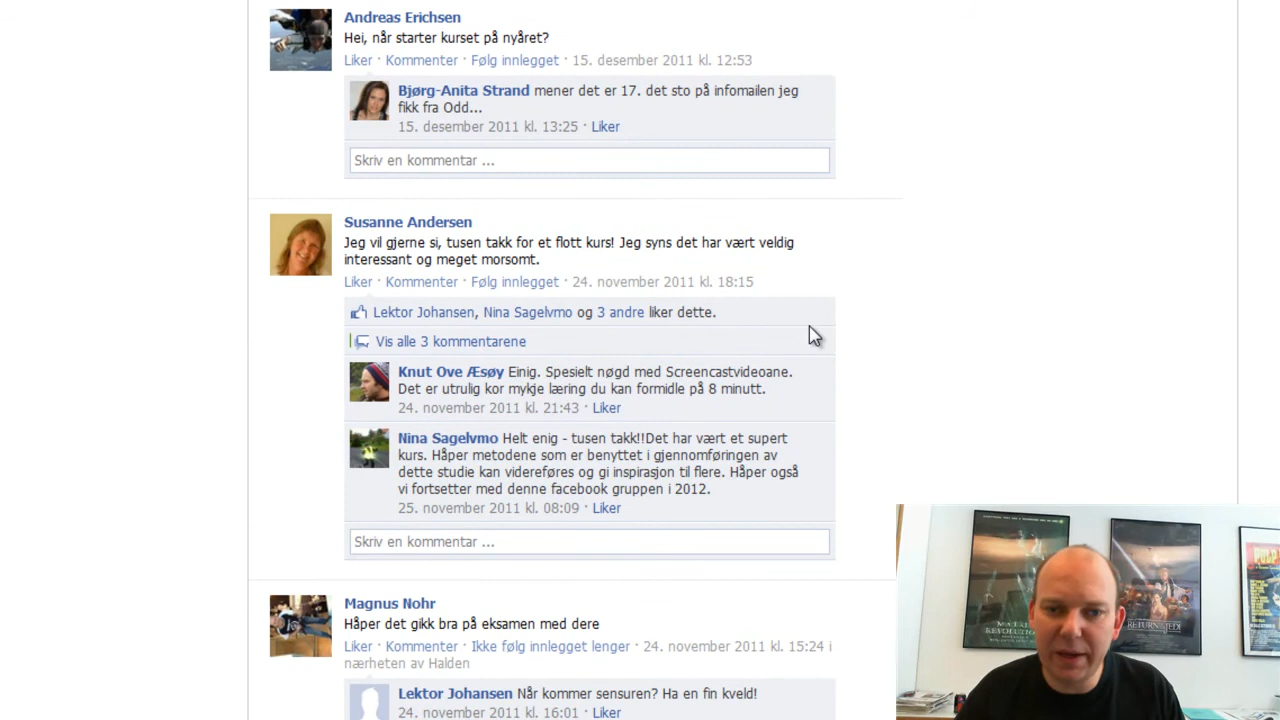 Andreas Erichsen
Hei, når starter kurset på nyåret?
Liker · Kommenter · Følg innlegget · 15. desember 2011 kl. 12:53
Bjørg-Anita Strand mener det er 17. det sto på infomailen jeg
fikk fra Odd...
15. desember 2011 kl. 13:25 · Liker
Skriv en kommentar ...
Susanne Andersen
Jeg vil gjerne si, tusen takk for et flott kurs! Jeg syns det har vært veldig
interessant og meget morsomt.
Liker · Kommenter · Følg innlegget · 24. november 2011 kl. 18:15
Lektor Johansen, Nina Sagelvmo og 3 andre liker dette.
Vis alle 3 kommentarene
Knut Ove Æsøy Einig. Spesielt nøgd med Screencastvideoane.
Det er utrulig kor mykje læring du kan formidle på 8 minutt.
24. november 2011 kl. 21:43 · Liker
Nina Sagelvmo Helt enig - tusen takk!!Det har vært et supert
kurs. Håper metodene som er benyttet i gjennomføringen av
dette studie kan videreføres og gi inspirasjon til flere. Håper også
vi fortsetter med denne facebook gruppen i 2012.
25. november 2011 kl. 08:09 · Liker
Skriv en kommentar ...
Magnus Nohr
Håper det gikk bra på eksamen med dere
Liker · Kommenter · Ikke følg innlegget lenger · 24. november 2011 kl. 15:24 i
nærheten av Halden
Lektor Johansen Når kommer sensuren? Ha en fin kveld!
24. november 2011 kl. 16:01 · Liker
RETURN JEDI
PULP